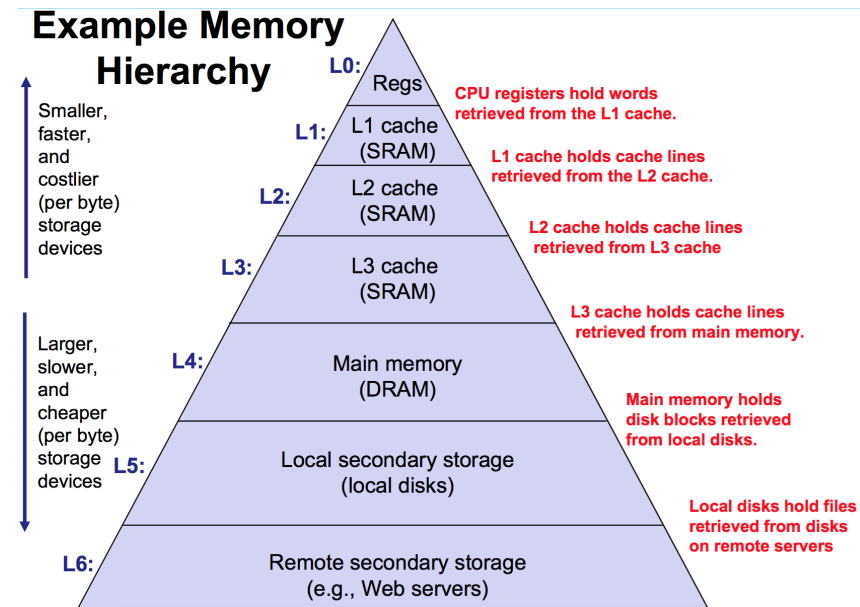 Example Memory
Hierarchy
Smaller,
faster,
and
costlier
(per byte)
storage
devices
Larger,
slower,
and
cheaper
(per byte)
storage
devices
L0:
Regs
CPU registers hold words
retrieved from the L1 cache.
L1:
L1 cache
(SRAM)
L1 cache holds cache lines
retrieved from the L2 cache.
L2:
L2 cache
(SRAM)
L2 cache holds cache lines
retrieved from L3 cache
L3:
L3 cache
(SRAM)
L3 cache holds cache lines
retrieved from main memory.
L4:
Main memory
(DRAM)
Main memory holds
disk blocks retrieved
from local disks.
L5:
Local secondary storage
(local disks)
Local disks hold files
retrieved from disks
on remote servers
L6:
Remote secondary storage
(e.g., Web servers)